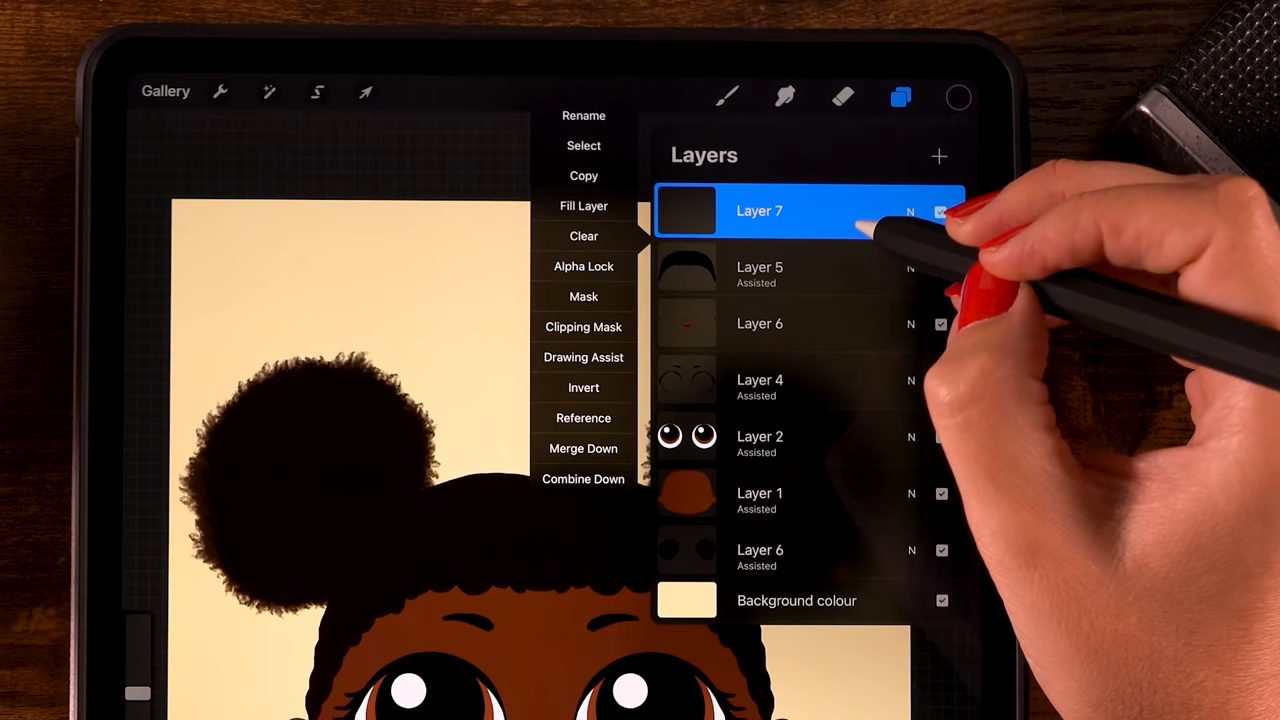 Gallery
Rename
Select
Copy
Fill Layer
Clear
Alpha Lock
Mask
Clipping Mask
Drawing Assist
Invert
Reference
Merge Down
Combine Down
Layers
Layer 7 N
Layer 5 N
Assisted
Layer 6 N
Layer 4 N
Assisted
Layer 2 N
Assisted
Layer 1 N
Assisted
Layer 6 N
Assisted
Background colour